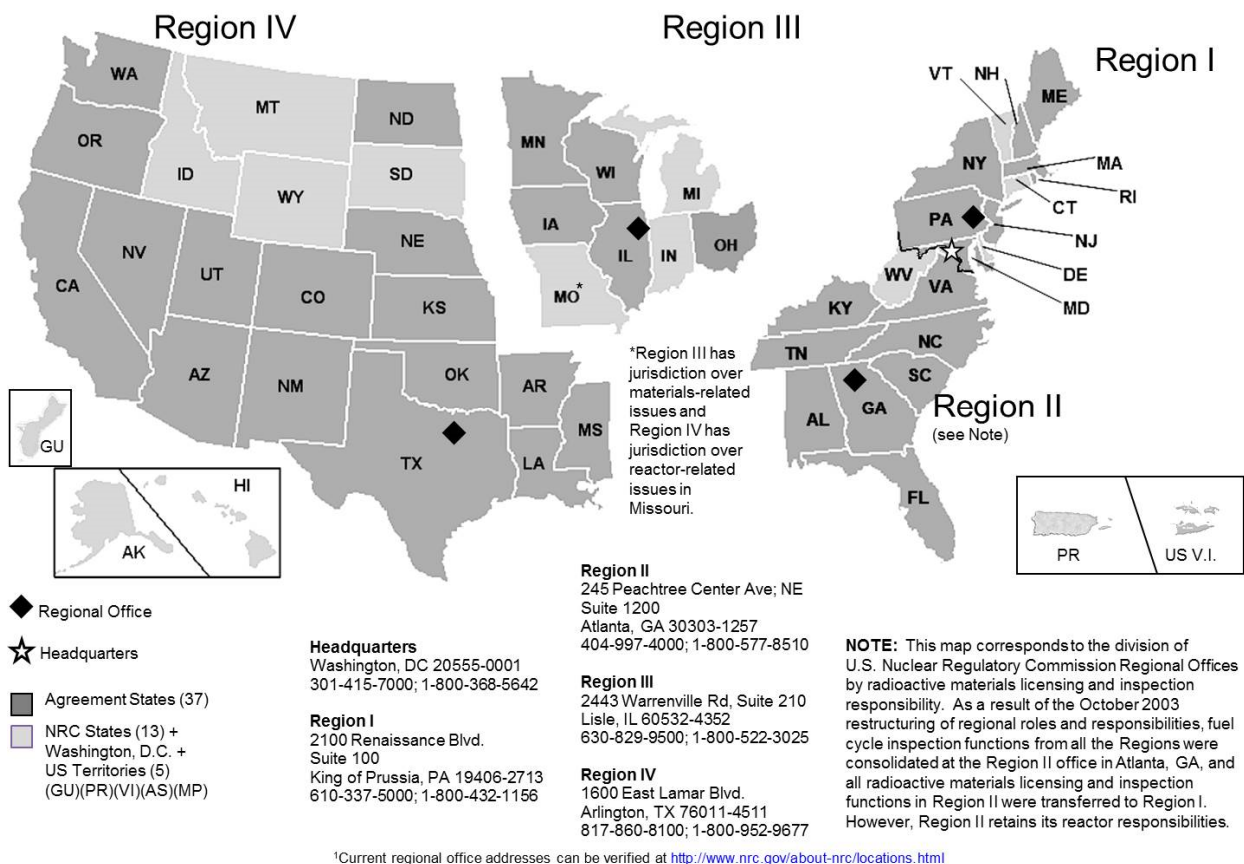 Region IV
Region III
Region I
WA
MT
ND
OR
ID
SD
WY
NV
NE
UT
CA
CO
KS
AZ
NM
OK
TX
AR
LA
MS
MN
WI
MI
IA
IL
IN
OH
MO*
VT
NH
ME
NY
MA
RI
CT
PA
NJ
DE
MD
WV
VA
KY
TN
NC
SC
AL
GA
FL
*Region III has
jurisdiction over
materials-related
issues and
Region IV has
jurisdiction over
reactor-related
issues in
Missouri.
Region II
(see Note)
GU
HI
AK
PR
US V.I.
Regional Office
Headquarters
Agreement States (37)
NRC States (13) +
Washington, D.C. +
US Territories (5)
(GU)(PR)(VI)(AS)(MP)
Headquarters
Washington, DC 20555-0001
301-415-7000; 1-800-368-5642
Region I
2100 Renaissance Blvd.
Suite 100
King of Prussia, PA 19406-2713
610-337-5000; 1-800-432-1156
Region II
245 Peachtree Center Ave; NE
Suite 1200
Atlanta, GA 30303-1257
404-997-4000; 1-800-577-8510
Region III
2443 Warrenville Rd, Suite 210
Lisle, IL 60532-4352
630-829-9500; 1-800-522-3025
Region IV
1600 East Lamar Blvd.
Arlington, TX 76011-4511
817-860-8100; 1-800-952-9677
NOTE: This map corresponds to the division of
U.S. Nuclear Regulatory Commission Regional Offices
by radioactive materials licensing and inspection
responsibility. As a result of the October 2003
restructuring of regional roles and responsibilities, fuel
cycle inspection functions from all the Regions were
consolidated at the Region II office in Atlanta, GA, and
all radioactive materials licensing and inspection
functions in Region II were transferred to Region I.
However, Region II retains its reactor responsibilities.
¹Current regional office addresses can be verified at http://www.nrc.gov/about-nrc/locations.html